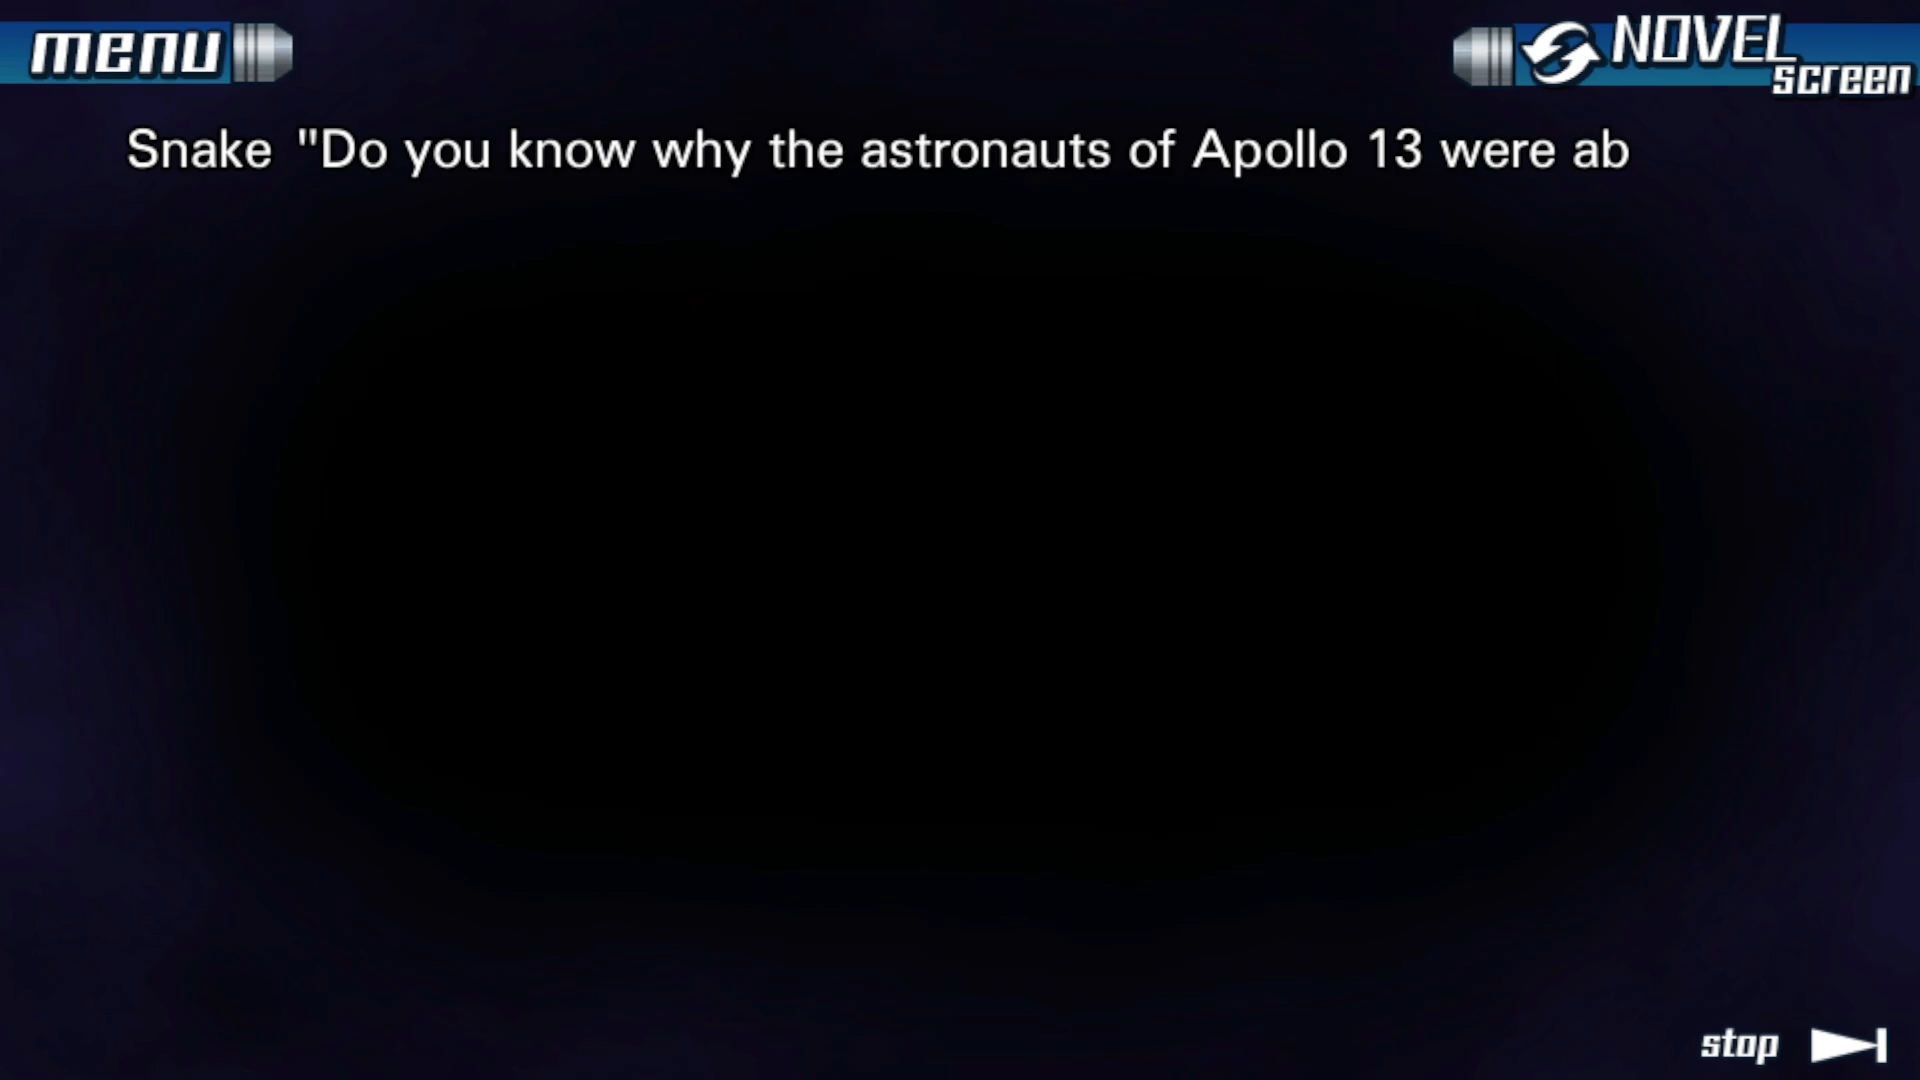 menu
NOVEL
screen
Snake "Do you know why the astronauts of Apollo 13 were ab
stop